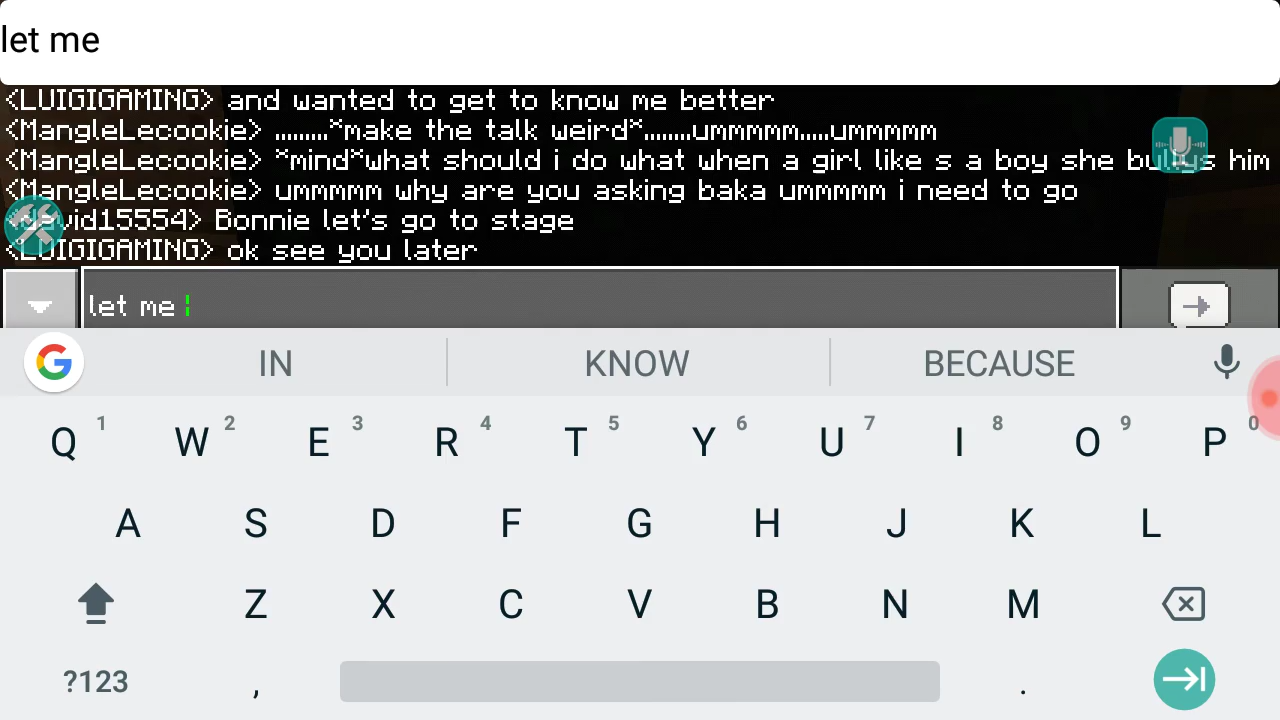 let me
<LUIGIGAMING> and wanted to get to know me better
<MangleLecookie> ........*make the talk weird*........ummmmm.....ummmmm
<MangleLecookie> *mind*what should i do what when a girl like s a boy she bullys him
<MangleLecookie> ummmmm why are you asking baka ummmmm i need to go
vid15554> Bonnie let's go to stage
<LUIGIGAMING> ok see you later
let me
IN KNOW BECAUSE
Q 1 W 2 E 3 R 4 T 5 Y 6 U 7 I 8 O 9 P 0
A S D F G H J K L
Z X C V B N M
?123 , .